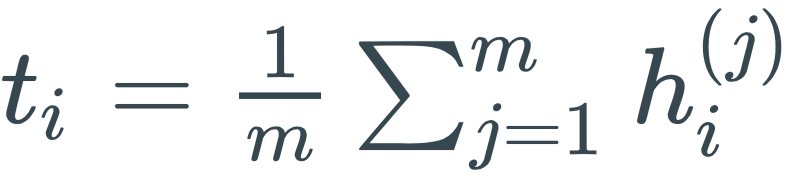 $t_i = \frac{1}{m} \sum_{j=1}^{m} h_i^{(j)}$